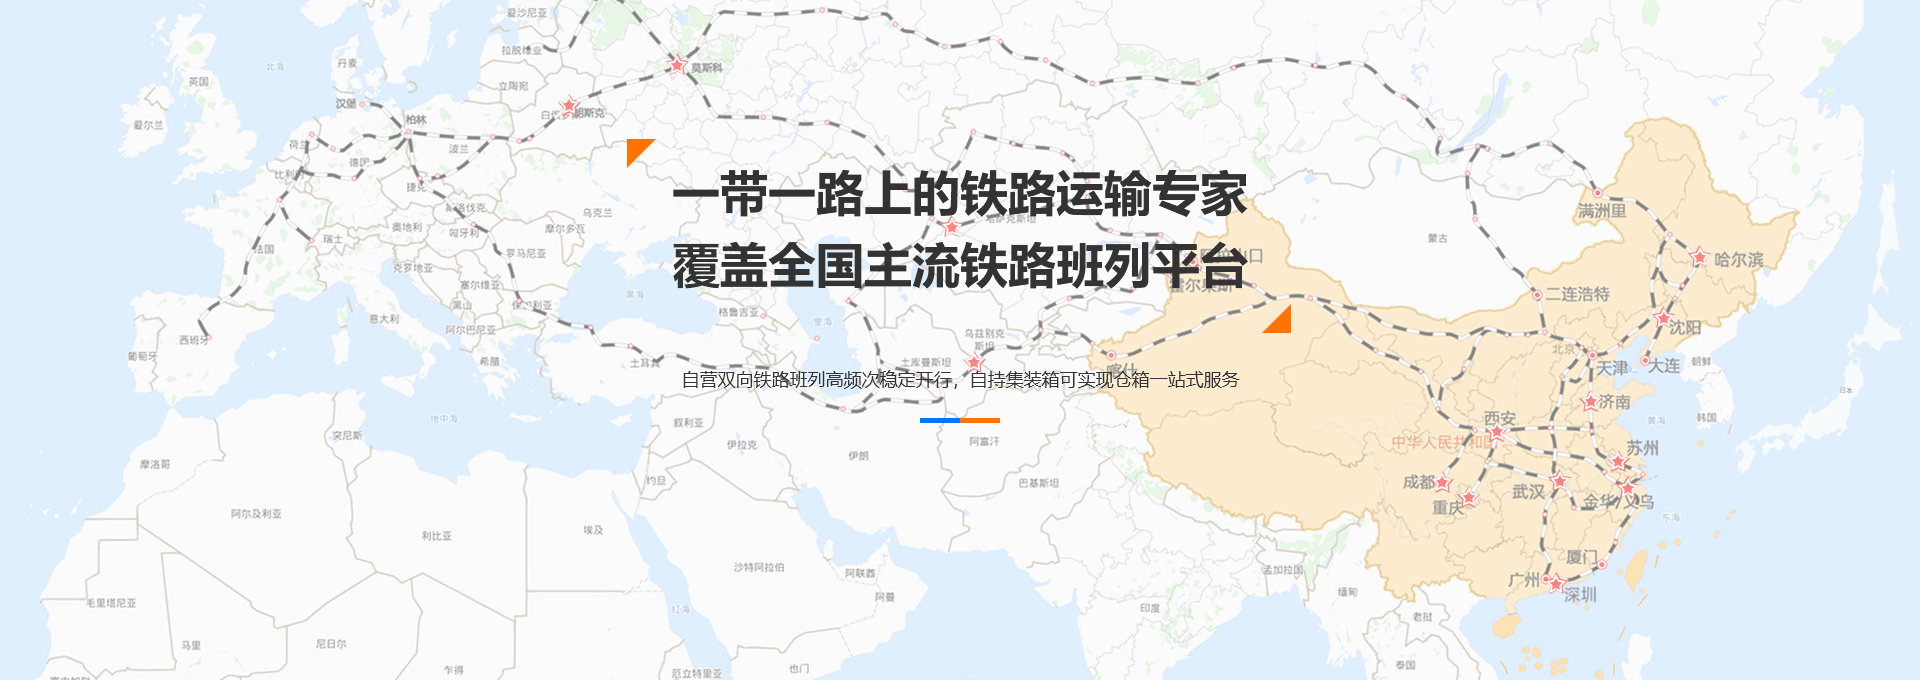 一带一路上的铁路运输专家
覆盖全国主流铁路班列平台
自营双向铁路班列高频次稳定开行，自持集装箱可实现仓箱一站式服务
爱沙尼亚
拉脱维亚
北海
丹麦
莫斯科
英国
立陶宛
汉堡
明斯克
爱尔兰
柏林
荷兰
波兰
德国
比利时
捷克
斯洛伐克
乌克兰
哈萨克斯坦
满洲里
奥地利
匈牙利
摩尔多瓦
瑞士
蒙古
法国
罗马尼亚
阿拉山口
哈尔滨
克罗地亚
霍尔果斯
塞尔维亚
黑海
二连浩特
黑山
保加利亚
格鲁吉亚
意大利
里海
沈阳
阿尔巴尼亚
乌兹别克
斯坦
西班牙
北京
葡萄牙
希腊
土耳其
土库曼斯坦
喀什
天津
大连
朝鲜
日本
济南
地中海
叙利亚
西安
黄海
韩国
突尼斯
伊拉克
阿富汗
中华人民共和国
苏州
伊朗
摩洛哥
约旦
巴基斯坦
成都
武汉
重庆
金华/义乌
阿尔及利亚
埃及
东海
利比亚
沙特阿拉伯
阿联酋
孟加拉国
厦门
广州
深圳
毛里塔尼亚
阿曼
缅甸
红海
印度
老挝
马里
尼日尔
乍得
厄立特里亚
也门
泰国